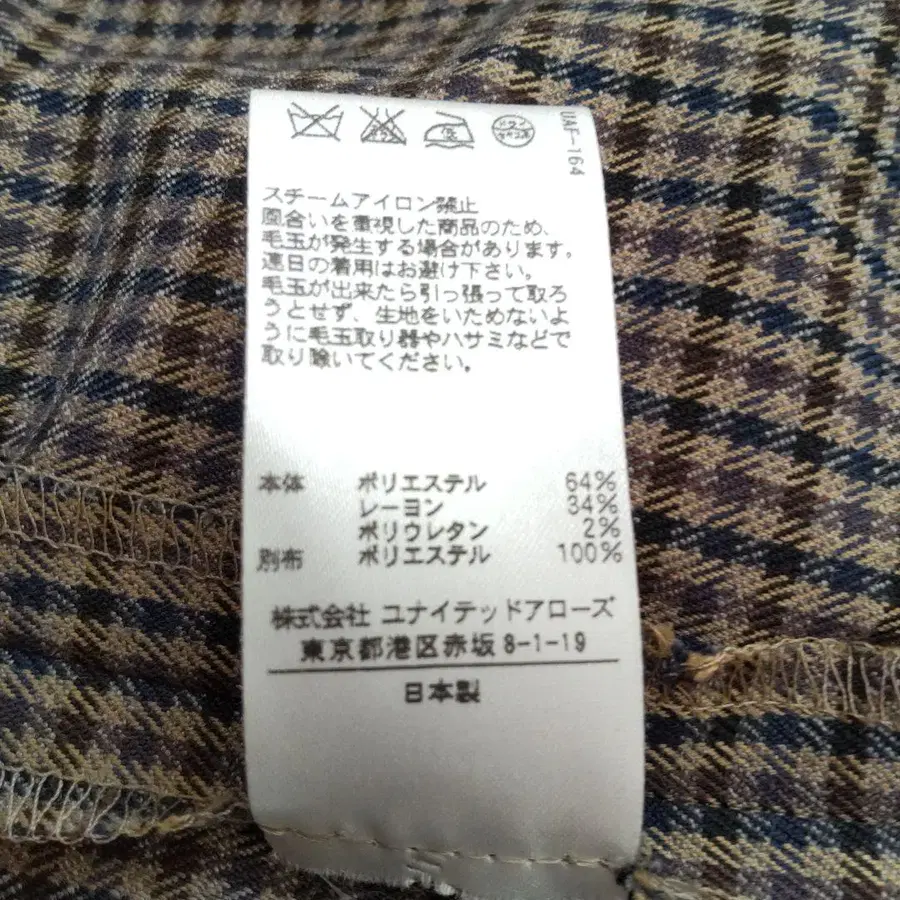 UAF-164
スチームアイロン禁止
風合いを重視した商品のため、
毛玉が発生する場合があります。
連日の着用はお避け下さい。
毛玉が出来たら引っ張って取ろ
うとせず、生地をいためないよ
うに毛玉取り器やハサミなどで
取り除いてください。
本体 ポリエステル 64%
レーヨン 34%
ポリウレタン 2%
別布 ポリエステル 100%
株式会社 ユナイテッドアローズ
東京都港区赤坂8-1-19
日本製